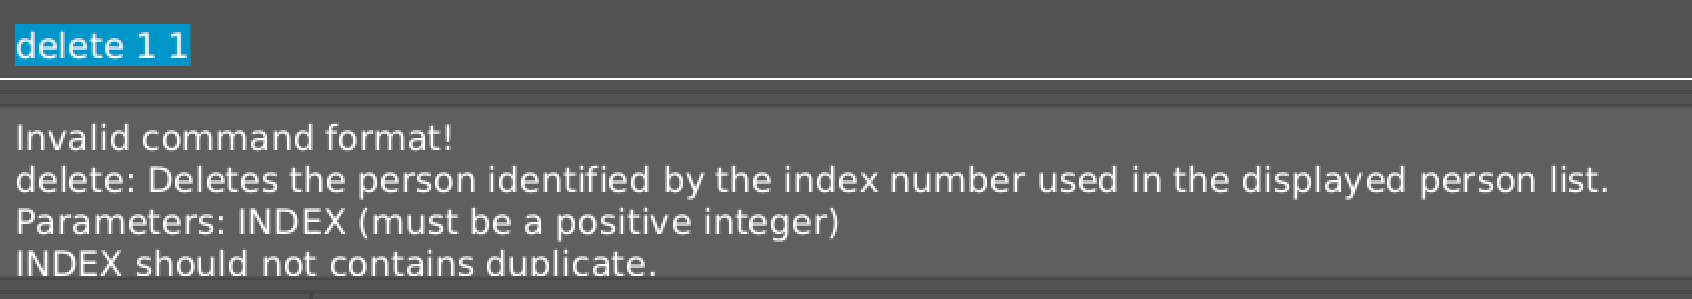 delete 1 1
Invalid command format!
delete: Deletes the person identified by the index number used in the displayed person list.
Parameters: INDEX (must be a positive integer)
INDEX should not contains duplicate.